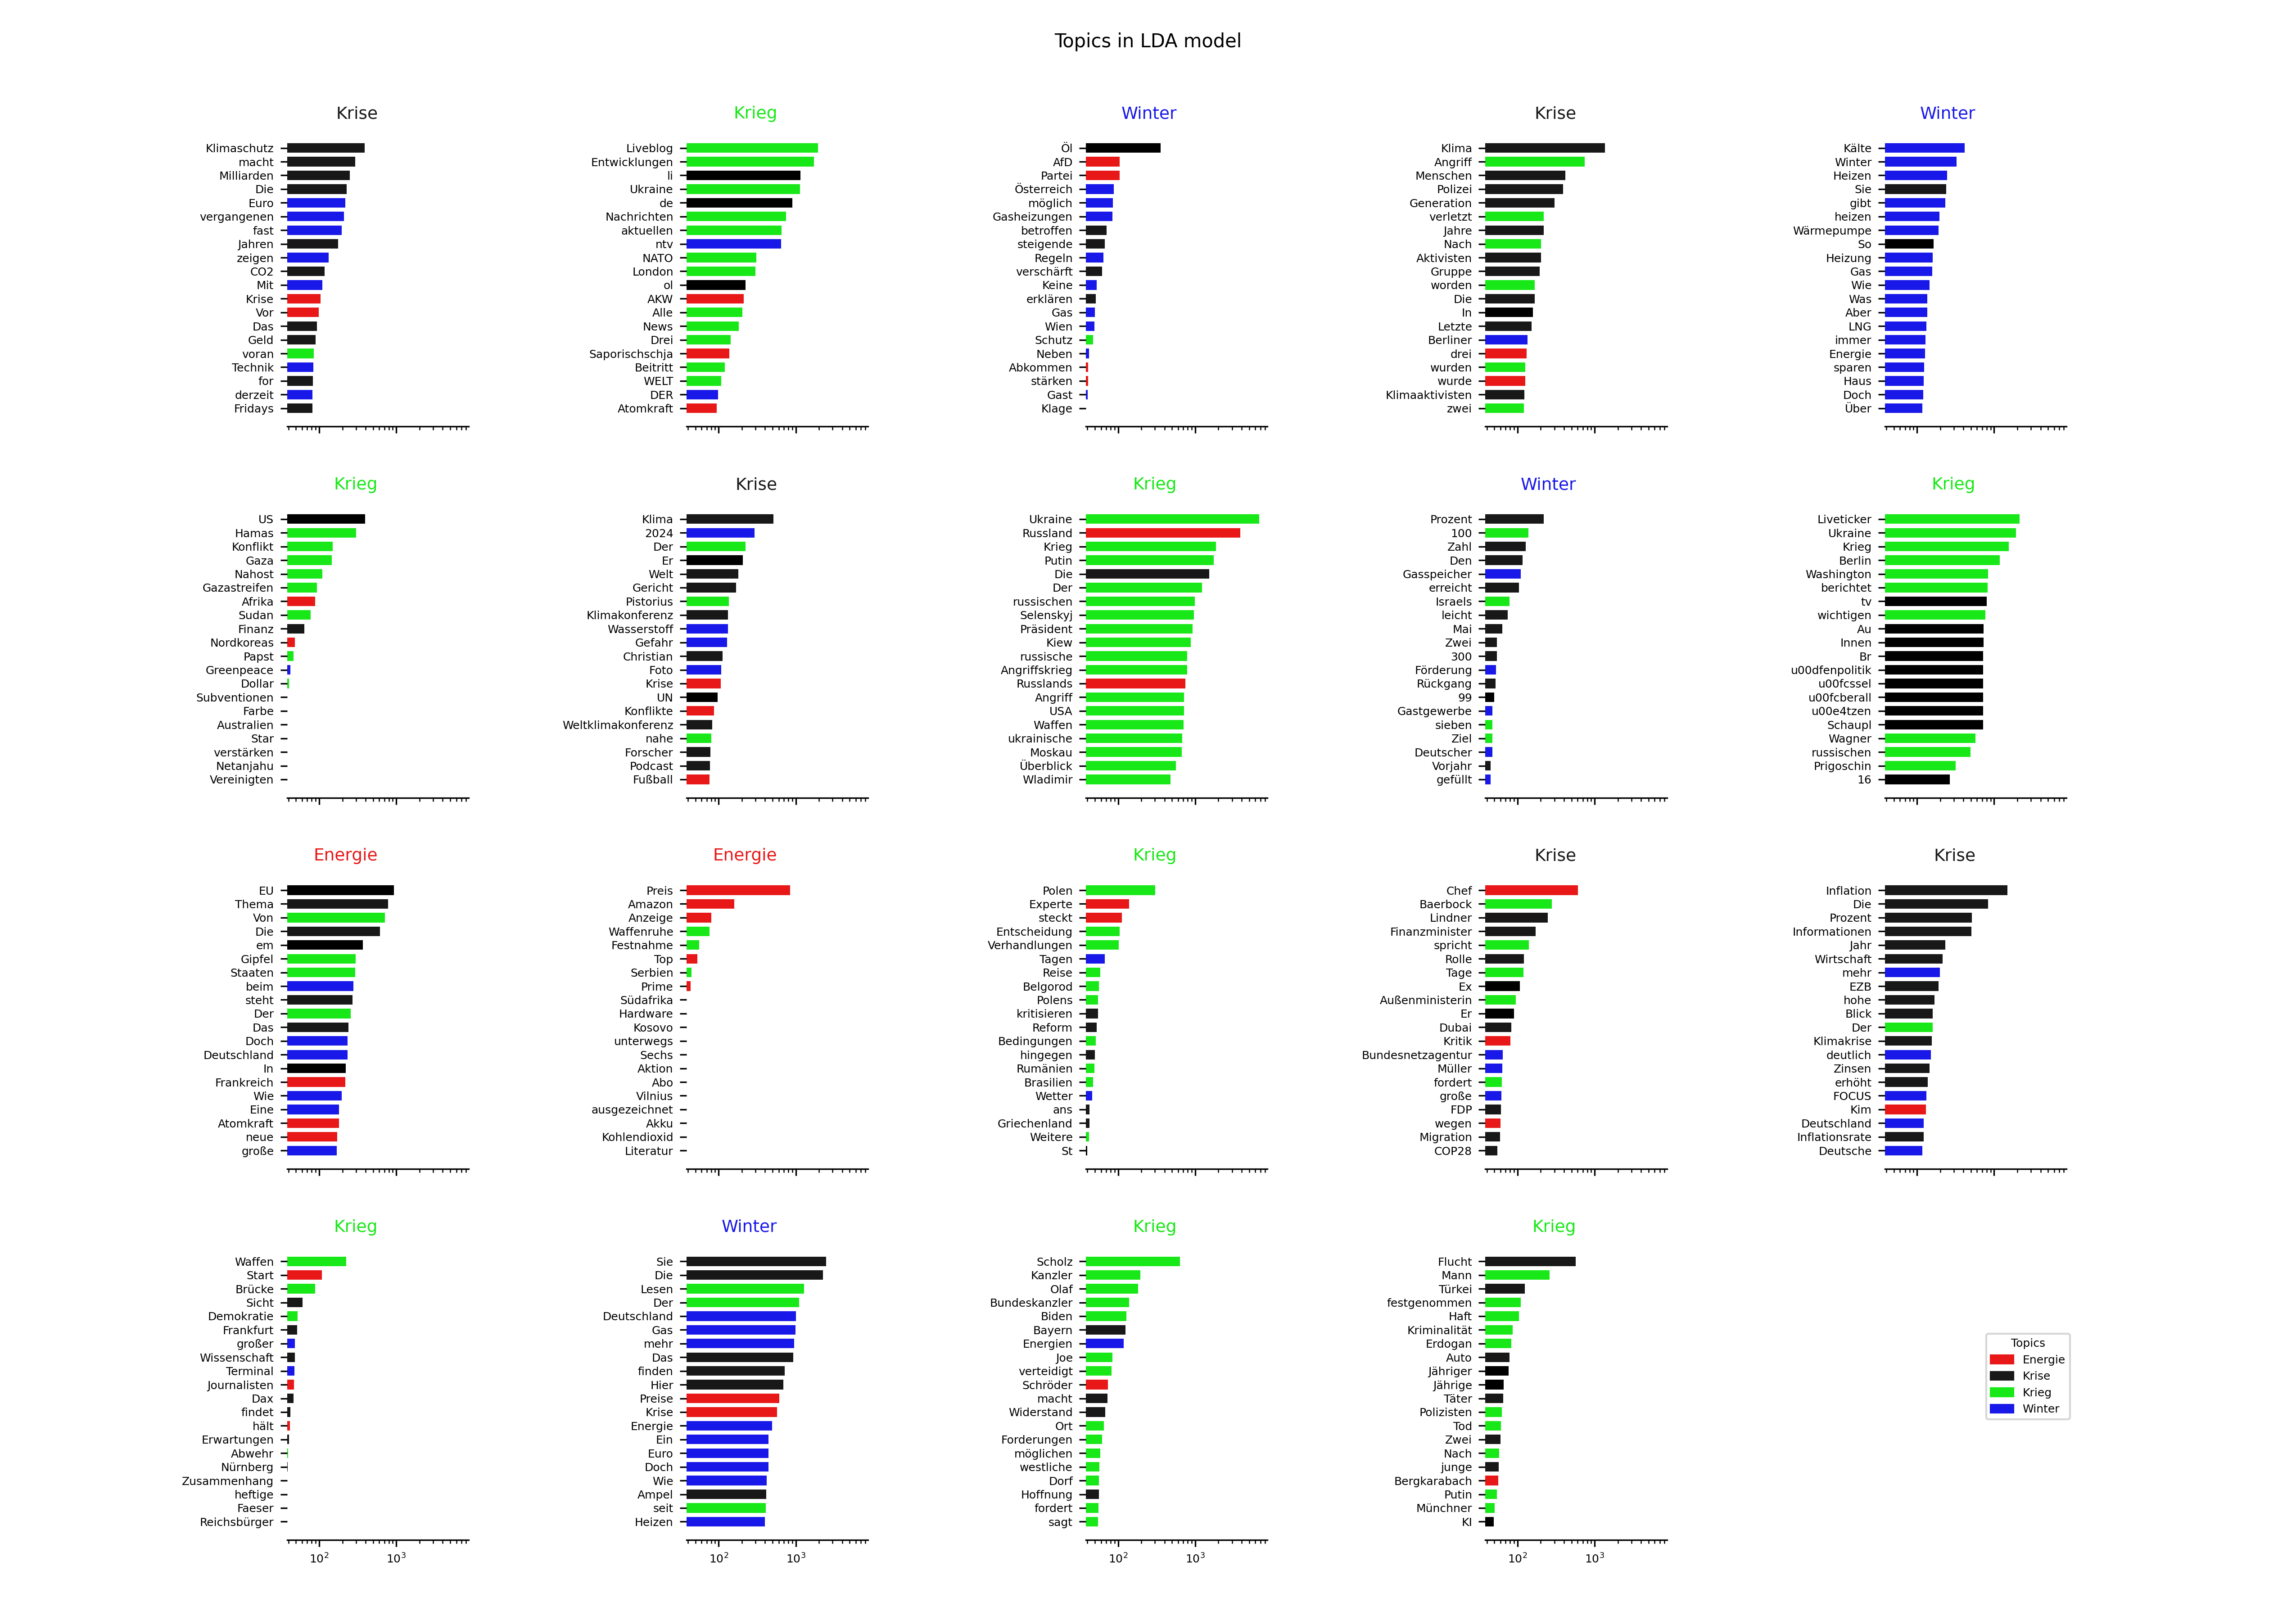 Topics in LDA model
Krise
Klimaschutz
macht
Milliarden
Die
Euro
vergangenen
fast
Jahren
zeigen
CO2
Mit
Krise
Vor
Das
Geld
voran
Technik
for
derzeit
Fridays
Krieg
Liveblog
Entwicklungen
li
Ukraine
de
Nachrichten
aktuellen
ntv
NATO
London
ol
AKW
Alle
News
Drei
Saporischschja
Beitritt
WELT
DER
Atomkraft
Winter
Öl
AfD
Partei
Österreich
möglich
Gasheizungen
betroffen
steigende
Regeln
verschärft
Keine
erklären
Gas
Wien
Schutz
Neben
Abkommen
stärken
Gast
Klage
Krise
Klima
Angriff
Menschen
Polizei
Generation
verletzt
Jahre
Nach
Aktivisten
Gruppe
worden
Die
In
Letzte
Berliner
drei
wurden
wurde
Klimaaktivisten
zwei
Winter
Kälte
Winter
Heizen
Sie
gibt
heizen
Wärmepumpe
So
Heizung
Gas
Wie
Was
Aber
LNG
immer
Energie
sparen
Haus
Doch
Über
Krieg
US
Hamas
Konflikt
Gaza
Nahost
Gazastreifen
Afrika
Sudan
Finanz
Nordkoreas
Papst
Greenpeace
Dollar
Subventionen
Farbe
Australien
Star
verstärken
Netanjahu
Vereinigten
Krise
Klima
2024
Der
Er
Welt
Gericht
Pistorius
Klimakonferenz
Wasserstoff
Gefahr
Christian
Foto
Krise
UN
Konflikte
Weltklimakonferenz
nahe
Forscher
Podcast
Fußball
Krieg
Ukraine
Russland
Krieg
Putin
Die
Der
russischen
Selenskyj
Präsident
Kiew
russische
Angriffskrieg
Russlands
Angriff
USA
Waffen
ukrainische
Moskau
Überblick
Wladimir
Winter
Prozent
100
Zahl
Den
Gasspeicher
erreicht
Israels
leicht
Mai
Zwei
300
Förderung
Rückgang
99
Gastgewerbe
sieben
Ziel
Deutscher
Vorjahr
gefüllt
Krieg
Liveticker
Ukraine
Krieg
Berlin
Washington
berichtet
tv
wichtigen
Au
Innen
Br
u00dfenpolitik
u00fcssel
u00fcberall
u00e4tzen
Schaupl
Wagner
russischen
Prigoschin
16
Energie
EU
Thema
Von
Die
em
Gipfel
Staaten
beim
steht
Der
Das
Doch
Deutschland
In
Frankreich
Wie
Eine
Atomkraft
neue
große
Energie
Preis
Amazon
Anzeige
Waffenruhe
Festnahme
Top
Serbien
Prime
Südafrika
Hardware
Kosovo
unterwegs
Sechs
Aktion
Abo
Vilnius
ausgezeichnet
Akku
Kohlendioxid
Literatur
Krieg
Polen
Experte
steckt
Entscheidung
Verhandlungen
Tagen
Reise
Belgorod
Polens
kritisieren
Reform
Bedingungen
hingegen
Rumänien
Brasilien
Wetter
ans
Griechenland
Weitere
St
Krise
Chef
Baerbock
Lindner
Finanzminister
spricht
Rolle
Tage
Ex
Außenministerin
Er
Dubai
Kritik
Bundesnetzagentur
Müller
fordert
große
FDP
wegen
Migration
COP28
Krise
Inflation
Die
Prozent
Informationen
Jahr
Wirtschaft
mehr
EZB
hohe
Blick
Der
Klimakrise
deutlich
Zinsen
erhöht
FOCUS
Kim
Deutschland
Inflationsrate
Deutsche
Krieg
Waffen
Start
Brücke
Sicht
Demokratie
Frankfurt
großer
Wissenschaft
Terminal
Journalisten
Dax
findet
hält
Erwartungen
Abwehr
Nürnberg
Zusammenhang
heftige
Faeser
Reichsbürger
10² 10³
Winter
Sie
Die
Lesen
Der
Deutschland
Gas
mehr
Das
finden
Hier
Preise
Krise
Energie
Ein
Euro
Doch
Wie
Ampel
seit
Heizen
10² 10³
Krieg
Scholz
Kanzler
Olaf
Bundeskanzler
Biden
Bayern
Energien
Joe
verteidigt
Schröder
macht
Widerstand
Ort
Forderungen
möglichen
westliche
Dorf
Hoffnung
fordert
sagt
10² 10³
Krieg
Flucht
Mann
Türkei
festgenommen
Haft
Kriminalität
Erdogan
Auto
Jähriger
Jährige
Täter
Polizisten
Tod
Zwei
Nach
junge
Bergkarabach
Putin
Münchner
KI
10² 10³
Topics
Energie
Krise
Krieg
Winter